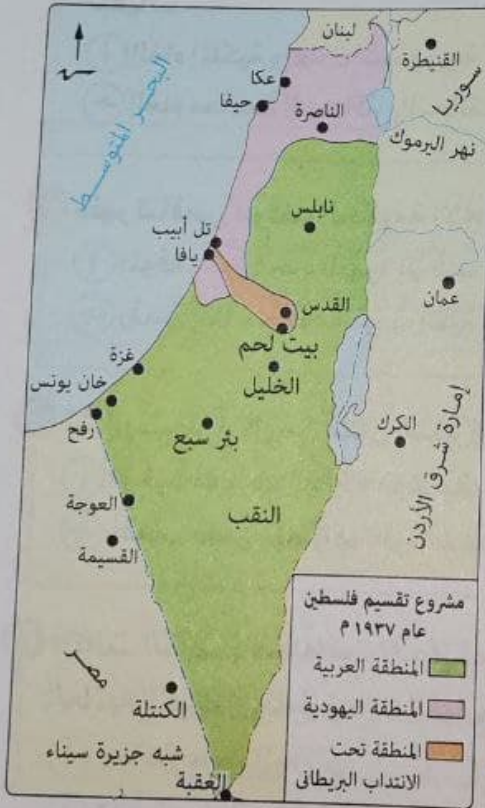 لبنان
القنيطرة
سوريا
عكا
حيفا
الناصرة
نهر اليرموك
البحر المتوسط
نابلس
تل أبيب
يافا
عمان
القدس
بيت لحم
غزة
الخليل
خان يونس
رفح
بئر سبع
الكرك
إمارة شرق الأردن
العوجة
النقب
القسيمة
مصر
الكنتلة
شبه جزيرة سيناء
العقبة
مشروع تقسيم فلسطين
عام ١٩٣٧ م
المنطقة العربية
المنطقة اليهودية
المنطقة تحت
الانتداب البريطانى